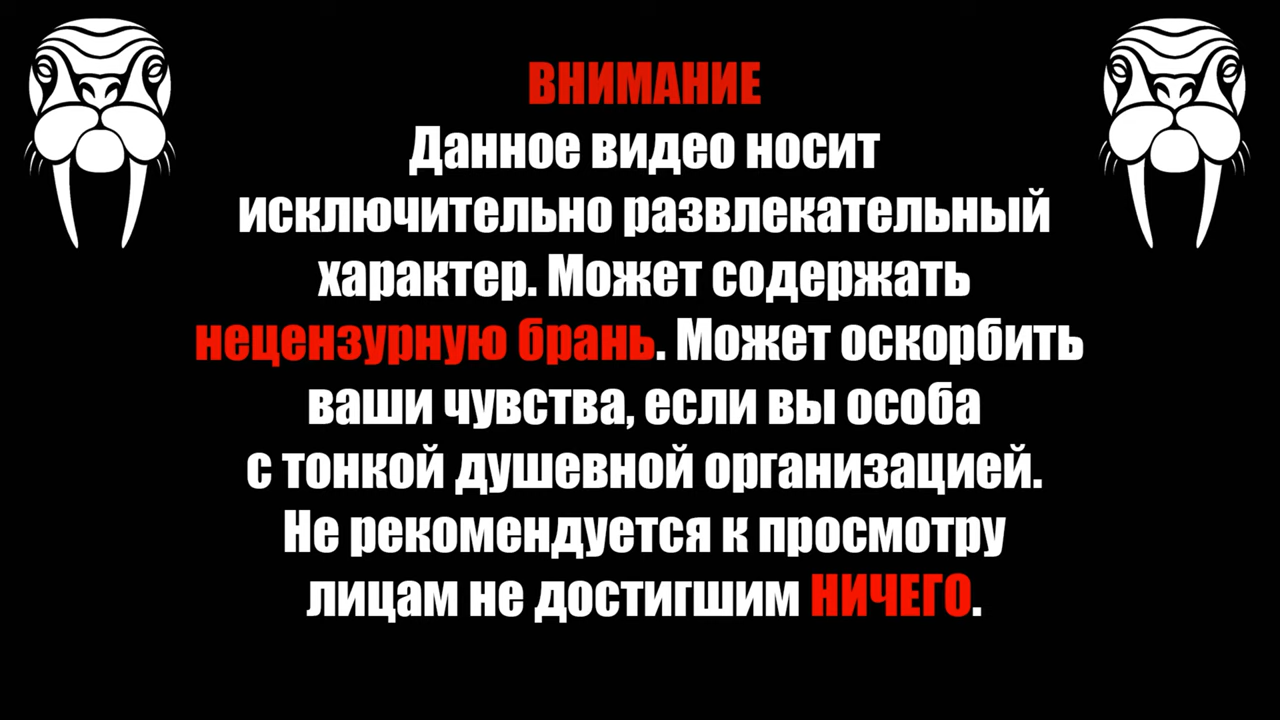 ВНИМАНИЕ
Данное видео носит
исключительно развлекательный
характер. Может содержать
нецензурную брань. Может оскорбить
ваши чувства, если вы особа
с тонкой душевной организацией.
Не рекомендуется к просмотру
лицам не достигшим НИЧЕГО.